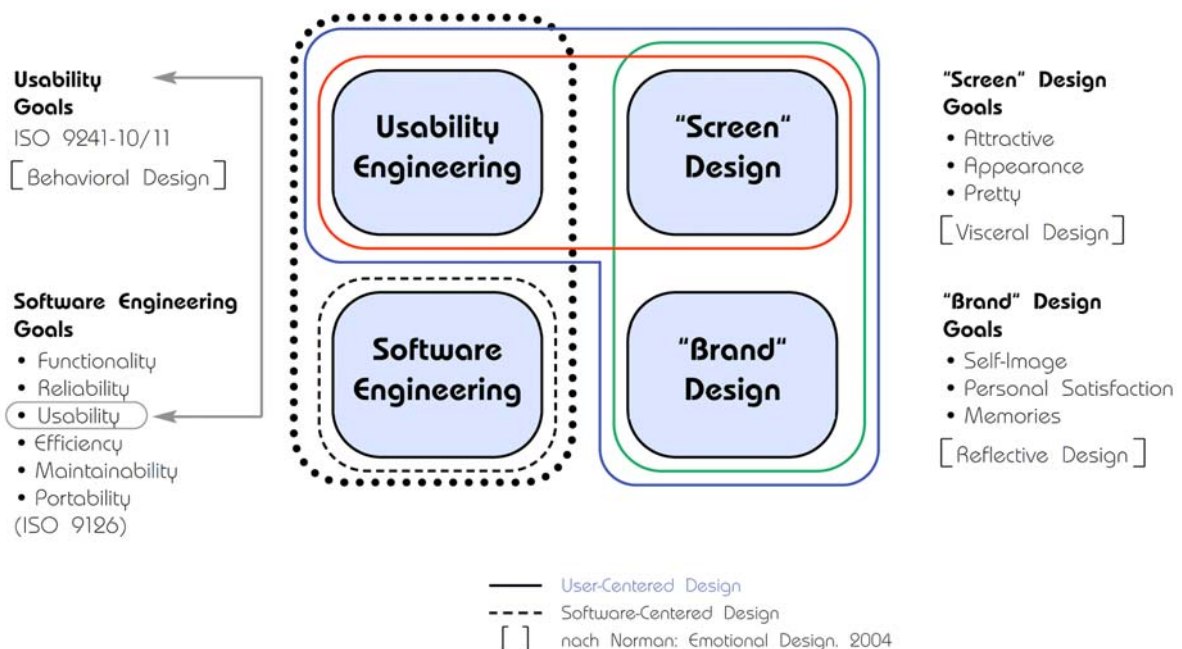 Usability
Goals
ISO 9241-10/11
[Behavioral Design]
Software Engineering
Goals
• Functionality
• Reliability
• Usability
• Efficiency
• Maintainability
• Portability
(ISO 9126)
Usability
Engineering
"Screen"
Design
Software
Engineering
"Brand"
Design
"Screen" Design
Goals
• Attractive
• Appearance
• Pretty
[Visceral Design]
"Brand" Design
Goals
• Self-Image
• Personal Satisfaction
• Memories
[Reflective Design]
User-Centered Design
Software-Centered Design
[ ] nach Norman: Emotional Design. 2004